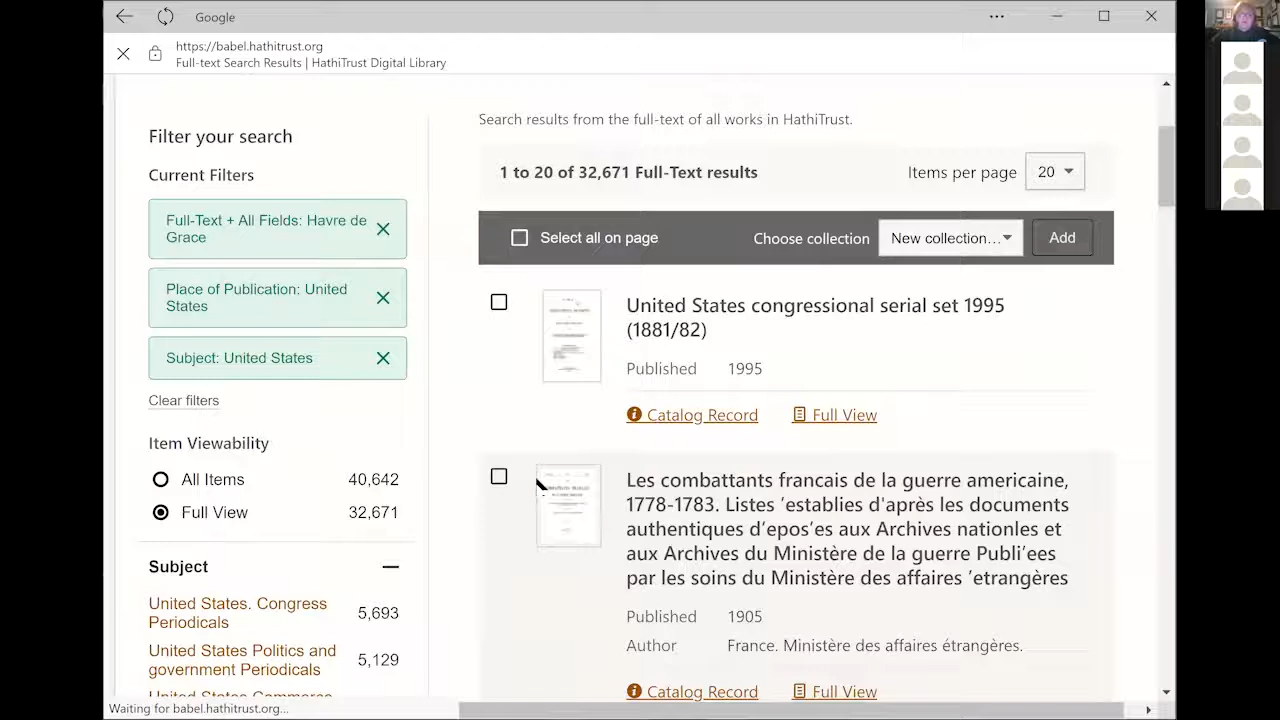 Google
https://babel.hathitrust.org
Full-text Search Results | HathiTrust Digital Library
Filter your search
Current Filters
Full-Text + All Fields: Havre de
Grace
Place of Publication: United
States
Subject: United States
Clear filters
Item Viewability
All Items 40,642
Full View 32,671
Subject
United States. Congress
Periodicals 5,693
United States Politics and
government Periodicals 5,129
United States Commerce
Search results from the full-text of all works in HathiTrust.
1 to 20 of 32,671 Full-Text results
Items per page 20
Select all on page
Choose collection New collection... Add
United States congressional serial set 1995
(1881/82)
Published 1995
Catalog Record Full View
Les combattants francais de la guerre americaine,
1778-1783. Listes ’establies d'après les documents
authentiques d’epos’es aux Archives nationles et
aux Archives du Ministère de la guerre Publi’ees
par les soins du Ministère des affaires ’etrangères
Published 1905
Author France. Ministère des affaires étrangères.
Catalog Record Full View
Waiting for babel.hathitrust.org...